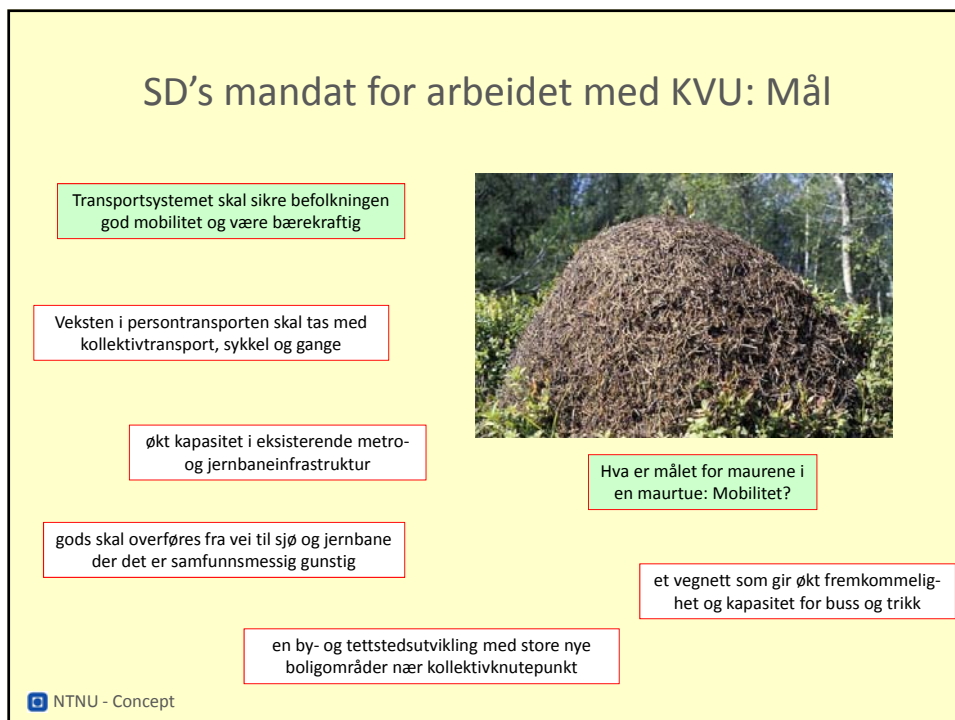 SD's mandat for arbeidet med KVU: Mål
Transportsystemet skal sikre befolkningen
god mobilitet og være bærekraftig
Veksten i persontransporten skal tas med
kollektivtransport, sykkel og gange
økt kapasitet i eksisterende metro-
og jernbaneinfrastruktur
Hva er målet for maurene i
en maurtue: Mobilitet?
gods skal overføres fra vei til sjø og jernbane
der det er samfunnsmessig gunstig
et vegnett som gir økt fremkommelig-
het og kapasitet for buss og trikk
en by- og tettstedsutvikling med store nye
boligområder nær kollektivknutepunkt
NTNU - Concept